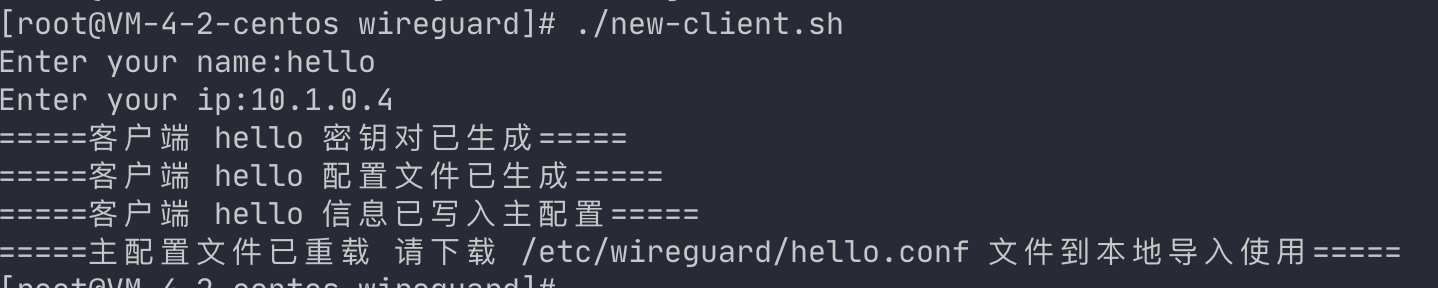 [root@VM-4-2-centos wireguard]# ./new-client.sh
Enter your name:hello
Enter your ip:10.1.0.4
=====客户端 hello 密钥对已生成=====
=====客户端 hello 配置文件已生成=====
=====客户端 hello 信息已写入主配置=====
=====主配置文件已重载 请下载 /etc/wireguard/hello.conf 文件到本地导入使用=====
[root@VM-4-2-centos wireguard]#